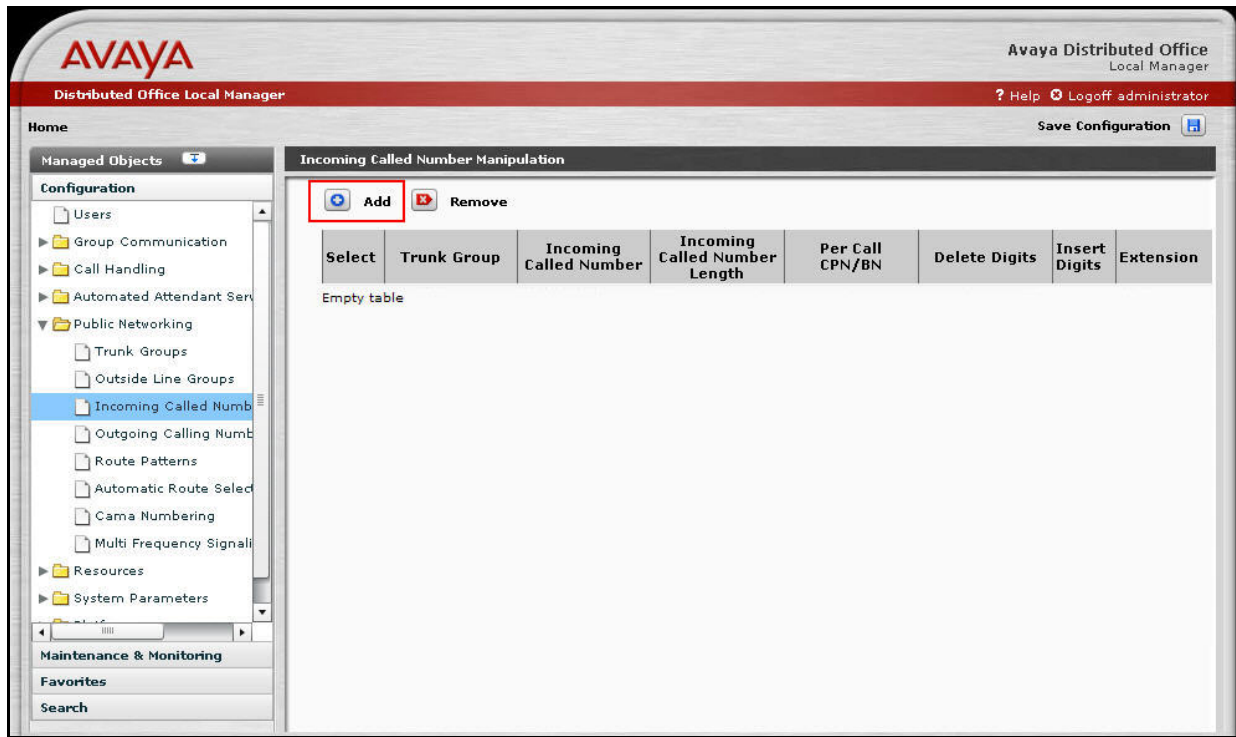 AVAYA
Avaya Distributed Office
Local Manager
Distributed Office Local Manager
? Help Logoff administrator
Home
Save Configuration
Managed Objects
Configuration
Users
Group Communication
Call Handling
Automated Attendant Serv
Public Networking
Trunk Groups
Outside Line Groups
Incoming Called Numb
Outgoing Calling Numb
Route Patterns
Automatic Route Select
Cama Numbering
Multi Frequency Signali
Resources
System Parameters
Maintenance & Monitoring
Favorites
Search
Incoming Called Number Manipulation
Add Remove
Select
Trunk Group
Incoming
Called Number
Incoming
Called Number
Length
Per Call
CPN/BN
Delete Digits
Insert
Digits
Extension
Empty table